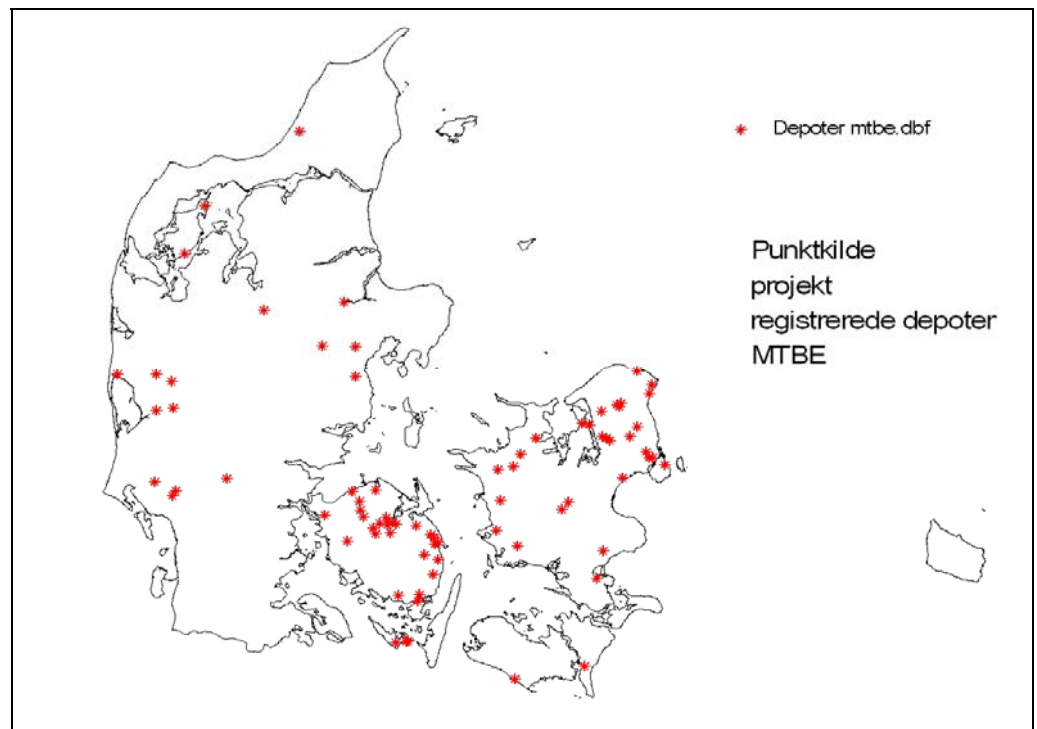 Depoter mtbe.dbf
Punktkilde
projekt
registrerede depoter
MTBE